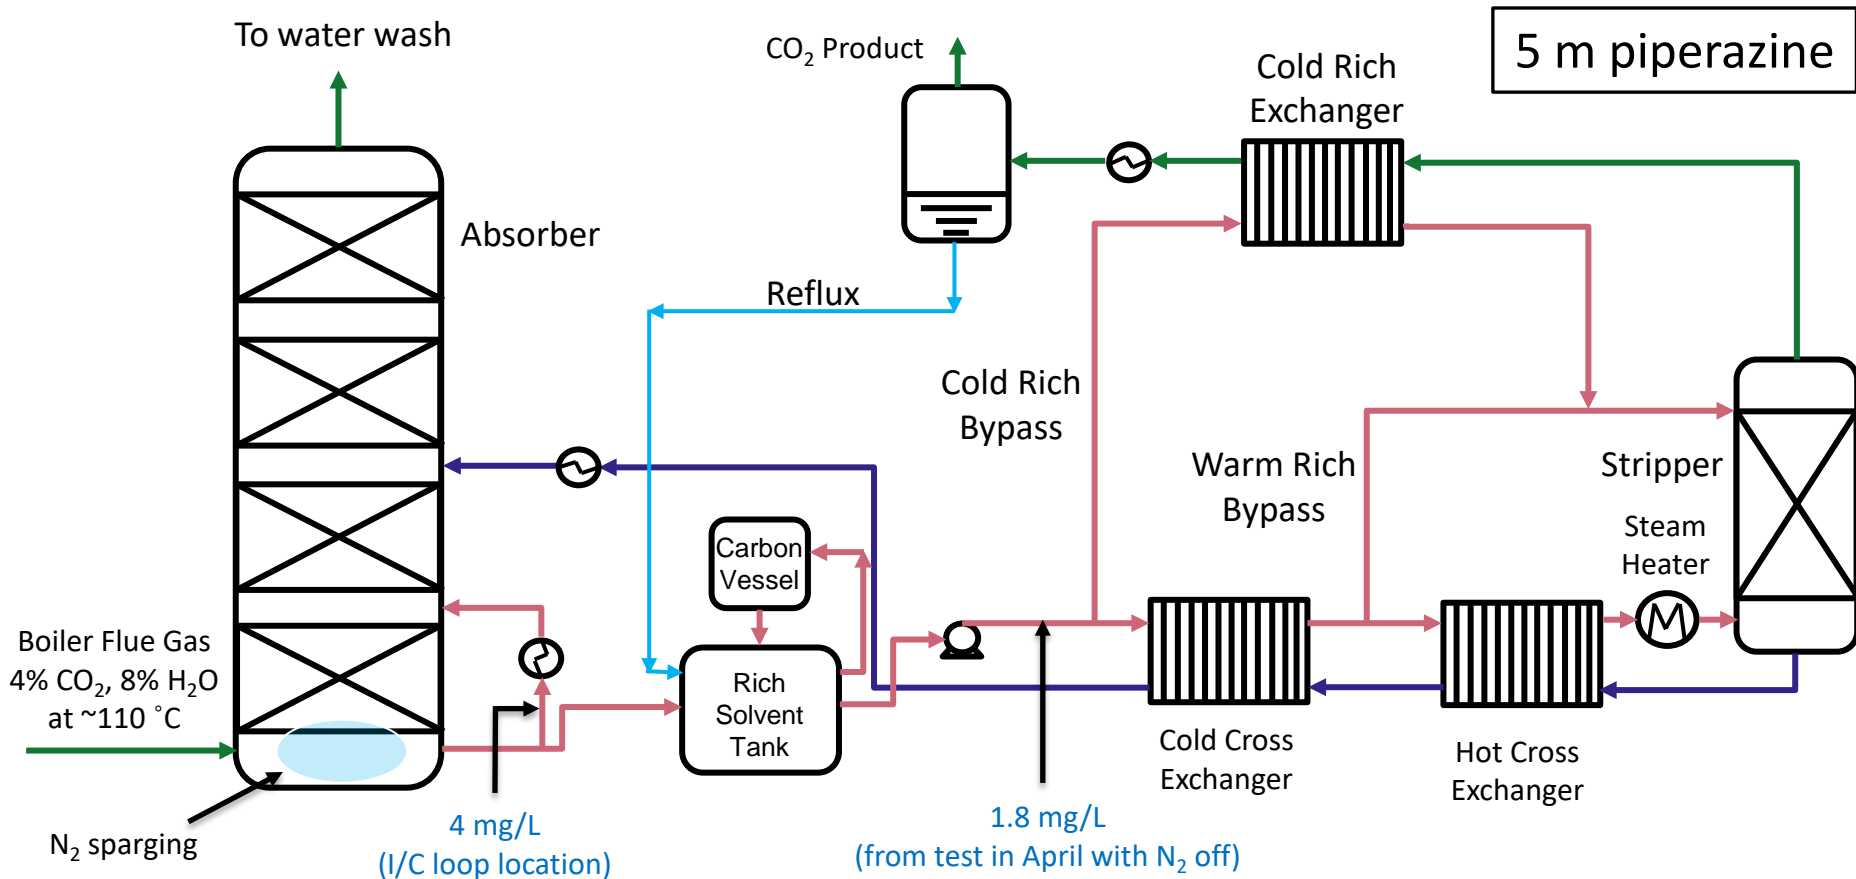 To water wash
CO₂ Product
Cold Rich
Exchanger
5 m piperazine
Absorber
Reflux
Cold Rich
Bypass
Warm Rich
Bypass
Stripper
Steam
Heater
Carbon
Vessel
Boiler Flue Gas
4% CO₂, 8% H₂O
at ~110 ˚C
Rich
Solvent
Tank
Cold Cross
Exchanger
Hot Cross
Exchanger
N₂ sparging
4 mg/L
(I/C loop location)
1.8 mg/L
(from test in April with N₂ off)